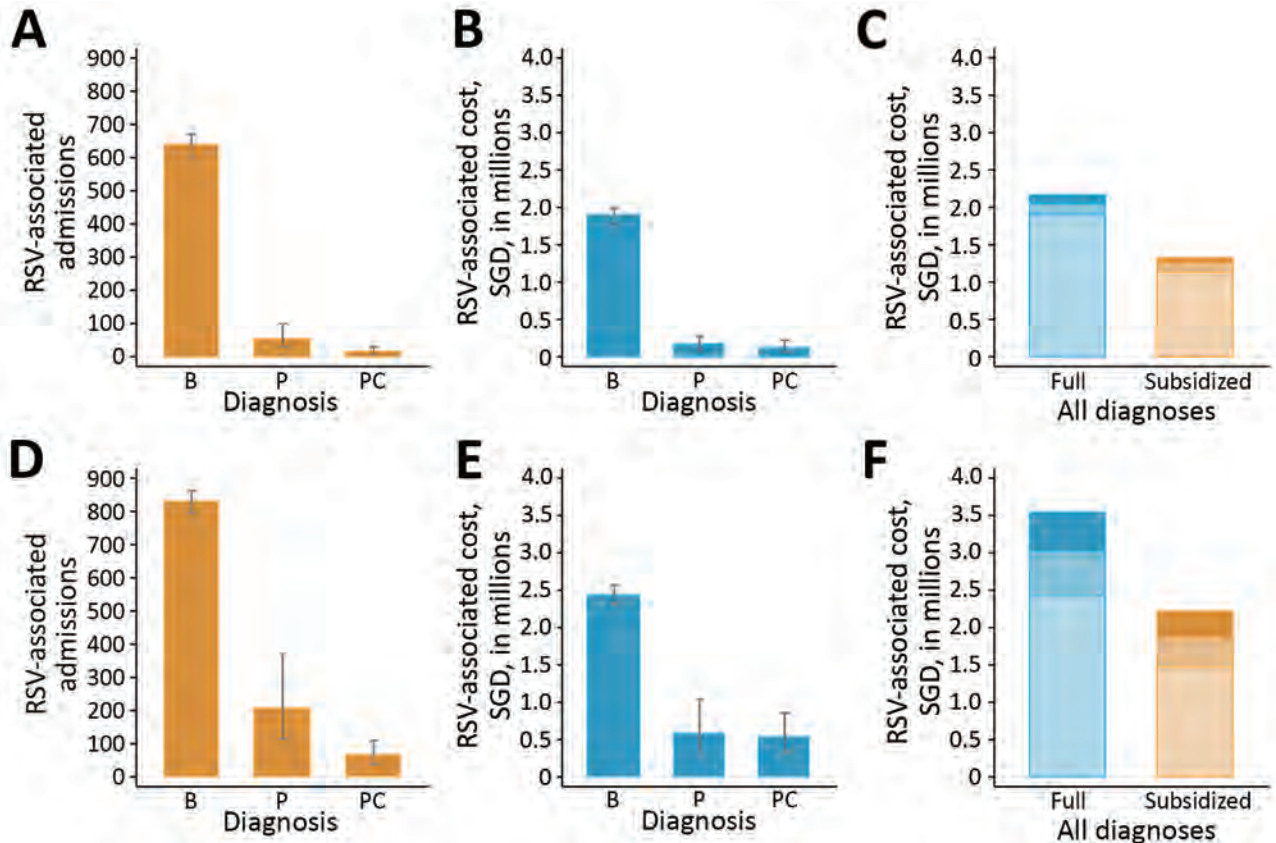 A
RSV-associated
admissions
900
800
700
600
500
400
300
200
100
0
B
P
PC
Diagnosis
B
RSV-associated cost,
SGD, in millions
4.0
3.5
3.0
2.5
2.0
1.5
1.0
0.5
0
B
P
PC
Diagnosis
C
RSV-associated cost,
SGD, in millions
4.0
3.5
3.0
2.5
2.0
1.5
1.0
0.5
0
Full
Subsidized
All diagnoses
D
RSV-associated
admissions
900
800
700
600
500
400
300
200
100
0
B
P
PC
Diagnosis
E
RSV-associated cost,
SGD, in millions
4.0
3.5
3.0
2.5
2.0
1.5
1.0
0.5
0
B
P
PC
Diagnosis
F
RSV-associated cost,
SGD, in millions
4.0
3.5
3.0
2.5
2.0
1.5
1.0
0.5
0
Full
Subsidized
All diagnoses